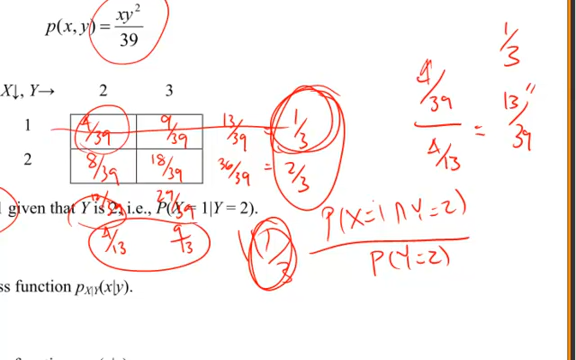 p(x, y) = xy²/39
1/3
X↓, Y→ 2 3
4/39 / 4/13 = 13/39
1 4/39 9/39 13/39 = 1/3
2 8/39 18/39 36/39 = 2/3
12/39 27/39
given that Y is 2, i.e., P(X = 1|Y = 2).
4/13 9/13 1/3
P(X=1∩Y=2) / P(Y=2)
ss function pX|Y(x|y).